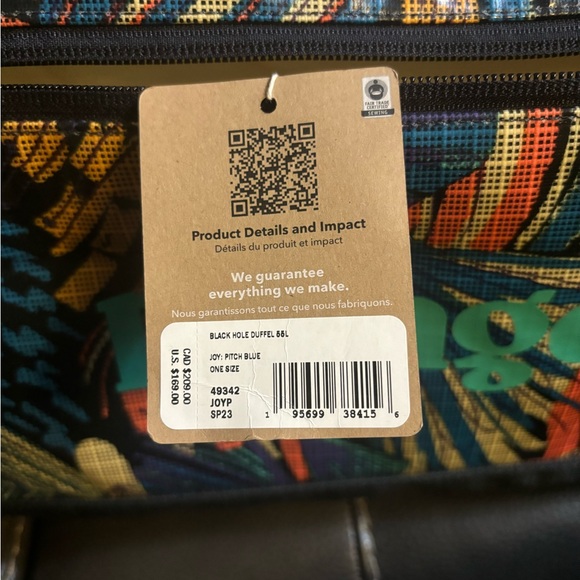 FAIR TRADE
CERTIFIED
SEWING
Product Details and Impact
Détails du produit et impact
We guarantee
everything we make.
Nous garantissons tout ce que nous fabriquons.
BLACK HOLE DUFFEL 55L
JOY: PITCH BLUE
ONE SIZE
49342
JOYP
SP23
CAD $209.00
U.S. $169.00
1 95699 38415 6